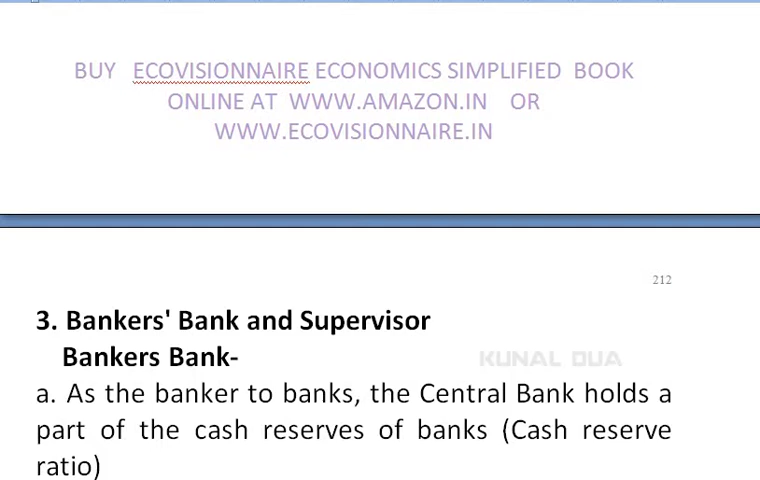 BUY ECOVISIONNAIRE ECONOMICS SIMPLIFIED BOOK
ONLINE AT WWW.AMAZON.IN OR
WWW.ECOVISIONNAIRE.IN
212
3. Bankers' Bank and Supervisor
Bankers Bank-
KUNAL DUA
a. As the banker to banks, the Central Bank holds a
part of the cash reserves of banks (Cash reserve
ratio)